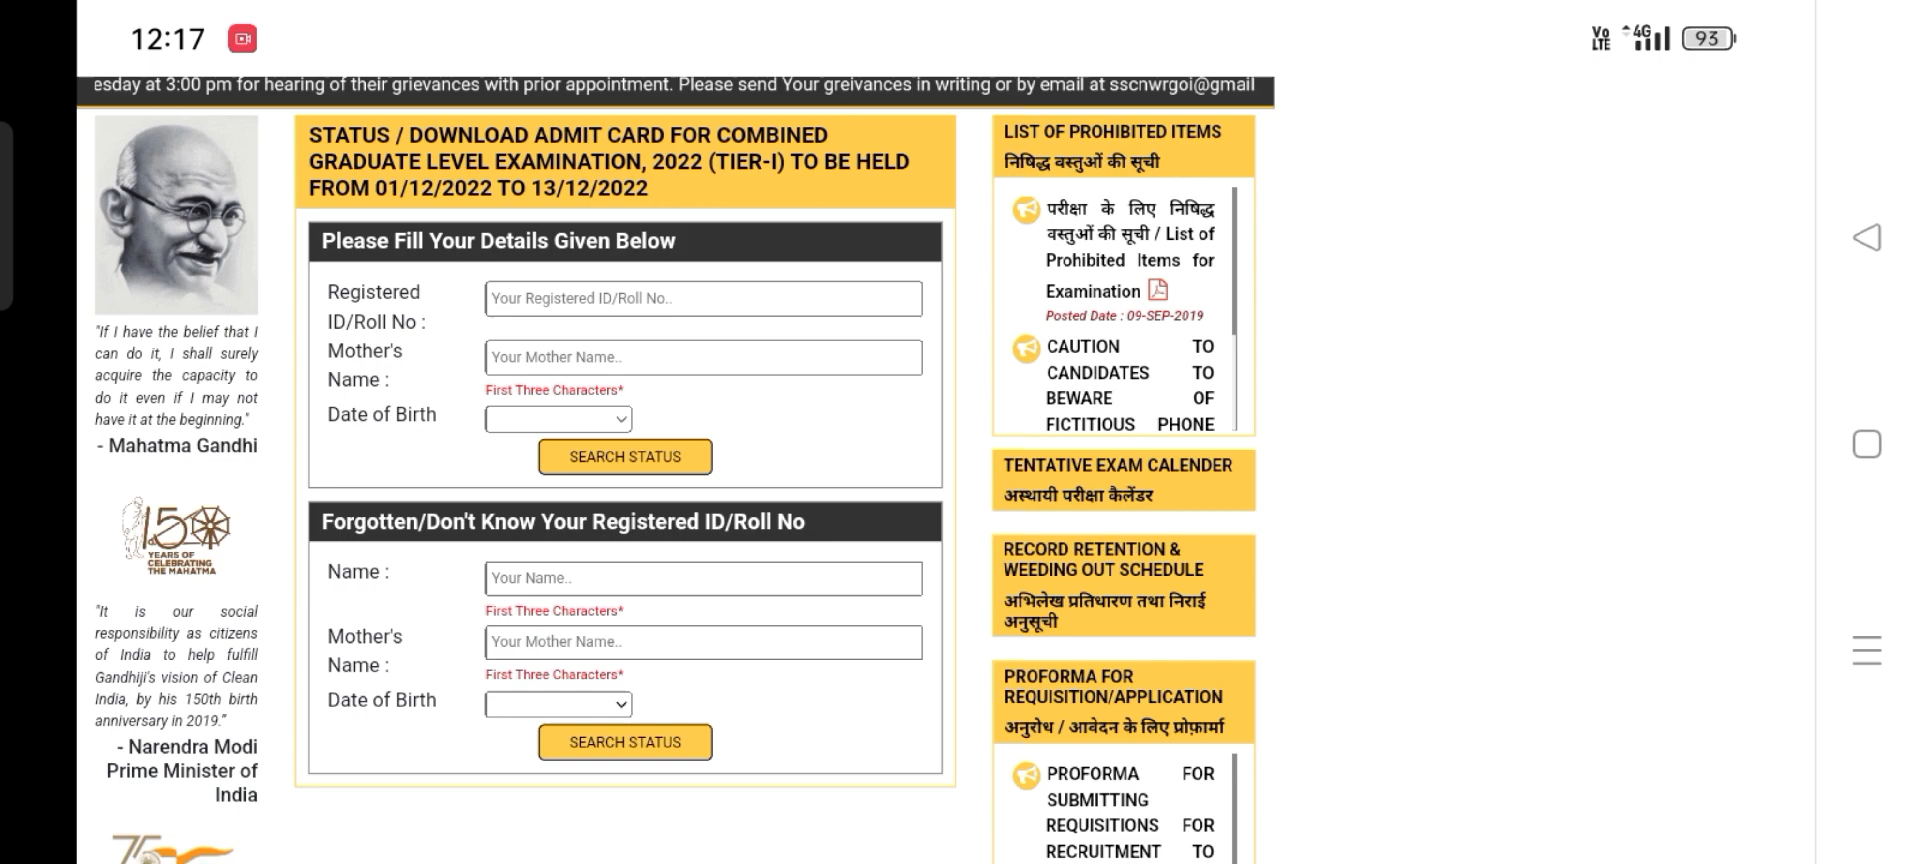 12:17
Vo LTE 4G 93
esday at 3:00 pm for hearing of their grievances with prior appointment. Please send Your greivances in writing or by email at sscnwrgoi@gmail
"If I have the belief that I
can do it, I shall surely
acquire the capacity to
do it even if I may not
have it at the beginning."
- Mahatma Gandhi
150
YEARS OF
CELEBRATING
THE MAHATMA
"It is our social
responsibility as citizens
of India to help fulfill
Gandhiji's vision of Clean
India, by his 150th birth
anniversary in 2019."
- Narendra Modi
Prime Minister of
India
75
STATUS / DOWNLOAD ADMIT CARD FOR COMBINED
GRADUATE LEVEL EXAMINATION, 2022 (TIER-I) TO BE HELD
FROM 01/12/2022 TO 13/12/2022
Please Fill Your Details Given Below
Registered
ID/Roll No :
Your Registered ID/Roll No..
Mother's
Name :
Your Mother Name..
First Three Characters*
Date of Birth
SEARCH STATUS
Forgotten/Don't Know Your Registered ID/Roll No
Name :
Your Name..
First Three Characters*
Mother's
Name :
Your Mother Name..
First Three Characters*
Date of Birth
SEARCH STATUS
LIST OF PROHIBITED ITEMS
निषिद्ध वस्तुओं की सूची
परीक्षा के लिए निषिद्ध
वस्तुओं की सूची / List of
Prohibited Items for
Examination
Posted Date : 09-SEP-2019
CAUTION TO
CANDIDATES TO
BEWARE OF
FICTITIOUS PHONE
TENTATIVE EXAM CALENDER
अस्थायी परीक्षा कैलेंडर
RECORD RETENTION &
WEEDING OUT SCHEDULE
अभिलेख प्रतिधारण तथा निराई
अनुसूची
PROFORMA FOR
REQUISITION/APPLICATION
अनुरोध / आवेदन के लिए प्रोफ़ार्मा
PROFORMA FOR
SUBMITTING
REQUISITIONS FOR
RECRUITMENT TO